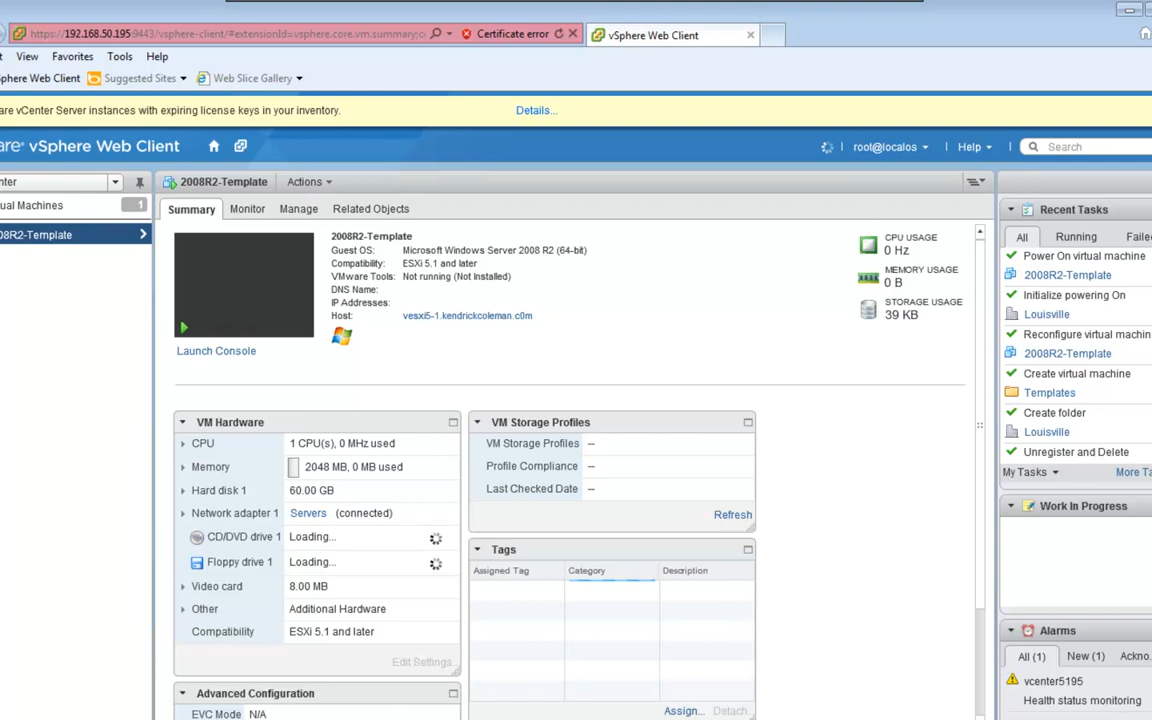 https://192.168.50.195:9443/vsphere-client/#extensionId=vsphere.core.vm.summary;c
Certificate error
vSphere Web Client
View Favorites Tools Help
Sphere Web Client Suggested Sites Web Slice Gallery
are vCenter Server instances with expiring license keys in your inventory. Details...
are® vSphere Web Client root@localos Help Search
nter
2008R2-Template Actions
ual Machines 1
08R2-Template
Summary Monitor Manage Related Objects
2008R2-Template
Guest OS: Microsoft Windows Server 2008 R2 (64-bit)
Compatibility: ESXi 5.1 and later
VMware Tools: Not running (Not Installed)
DNS Name:
IP Addresses:
Host: vesxi5-1.kendrickcoleman.c0m
Launch Console
CPU USAGE
0 Hz
MEMORY USAGE
0 B
STORAGE USAGE
39 KB
VM Hardware
CPU 1 CPU(s), 0 MHz used
Memory 2048 MB, 0 MB used
Hard disk 1 60.00 GB
Network adapter 1 Servers (connected)
CD/DVD drive 1 Loading...
Floppy drive 1 Loading...
Video card 8.00 MB
Other Additional Hardware
Compatibility ESXi 5.1 and later
Edit Settings...
Advanced Configuration
EVC Mode N/A
VM Storage Profiles
VM Storage Profiles --
Profile Compliance --
Last Checked Date --
Refresh
Tags
Assigned Tag Category Description
Assign... Detach
Recent Tasks
All Running Faile
Power On virtual machine
2008R2-Template
Initialize powering On
Louisville
Reconfigure virtual machin
2008R2-Template
Create virtual machine
Templates
Create folder
Louisville
Unregister and Delete
My Tasks More Ta
Work In Progress
Alarms
All (1) New (1) Ackno.
vcenter5195
Health status monitoring